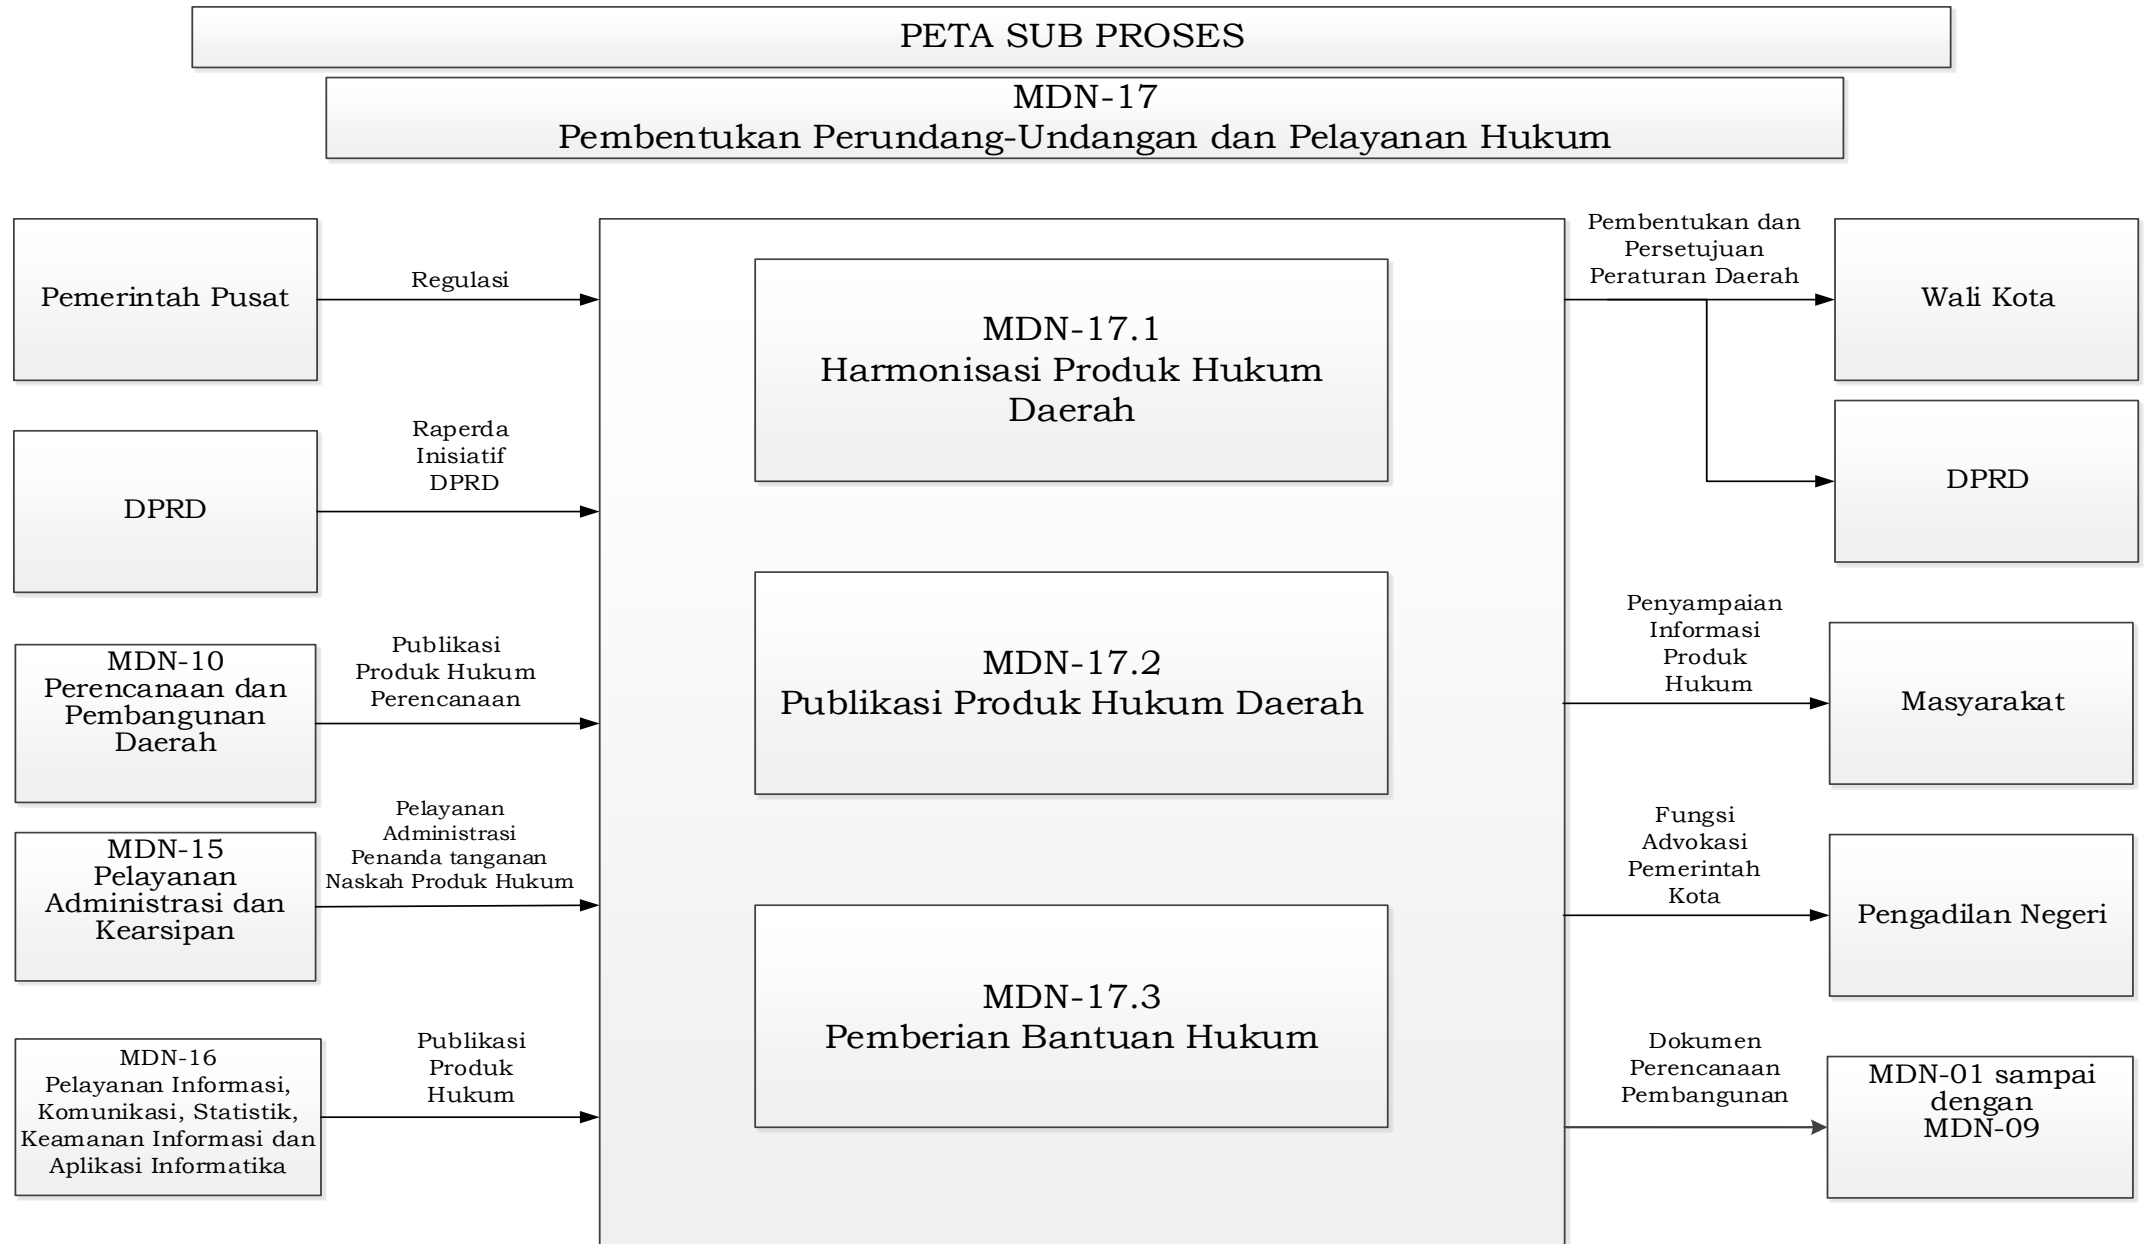 PETA SUB PROSES
MDN-17
Pembentukan Perundang-Undangan dan Pelayanan Hukum
Pemerintah Pusat
Regulasi
DPRD
Raperda
Inisiatif
DPRD
MDN-10
Perencanaan dan
Pembangunan
Daerah
Publikasi
Produk Hukum
Perencanaan
MDN-15
Pelayanan
Administrasi dan
Kearsipan
Pelayanan
Administrasi
Penanda tanganan
Naskah Produk Hukum
MDN-16
Pelayanan Informasi,
Komunikasi, Statistik,
Keamanan Informasi dan
Aplikasi Informatika
Publikasi
Produk
Hukum
MDN-17.1
Harmonisasi Produk Hukum
Daerah
MDN-17.2
Publikasi Produk Hukum Daerah
MDN-17.3
Pemberian Bantuan Hukum
Pembentukan dan
Persetujuan
Peraturan Daerah
Wali Kota
DPRD
Penyampaian
Informasi
Produk
Hukum
Masyarakat
Fungsi
Advokasi
Pemerintah
Kota
Pengadilan Negeri
Dokumen
Perencanaan
Pembangunan
MDN-01 sampai
dengan
MDN-09